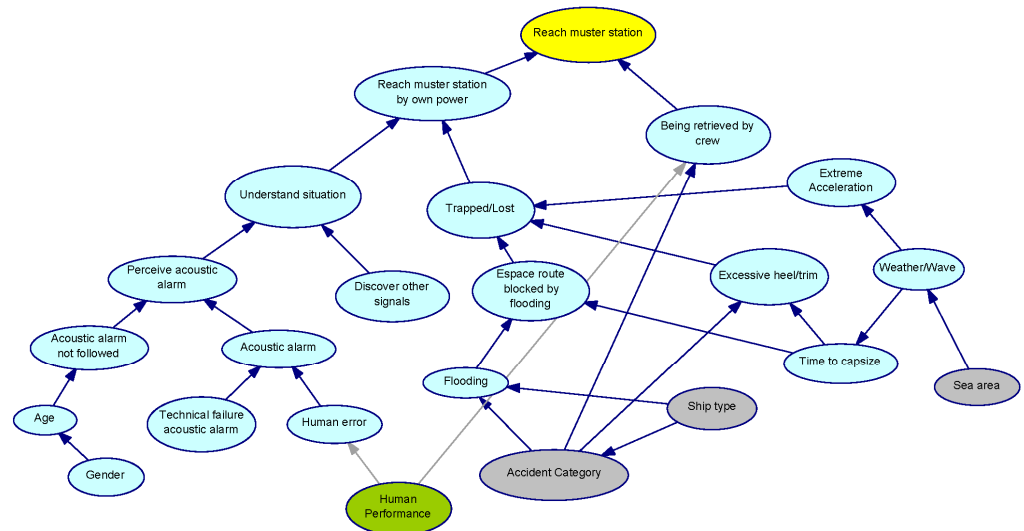 Reach muster station
Reach muster station
by own power
Being retrieved by
crew
Extreme
Acceleration
Understand situation
Trapped/Lost
Perceive acoustic
alarm
Discover other
signals
Espace route
blocked by
flooding
Excessive heel/trim
Weather/Wave
Acoustic alarm
not followed
Acoustic alarm
Time to capsize
Flooding
Sea area
Age
Technical failure
acoustic alarm
Human error
Ship type
Gender
Accident Category
Human
Performance